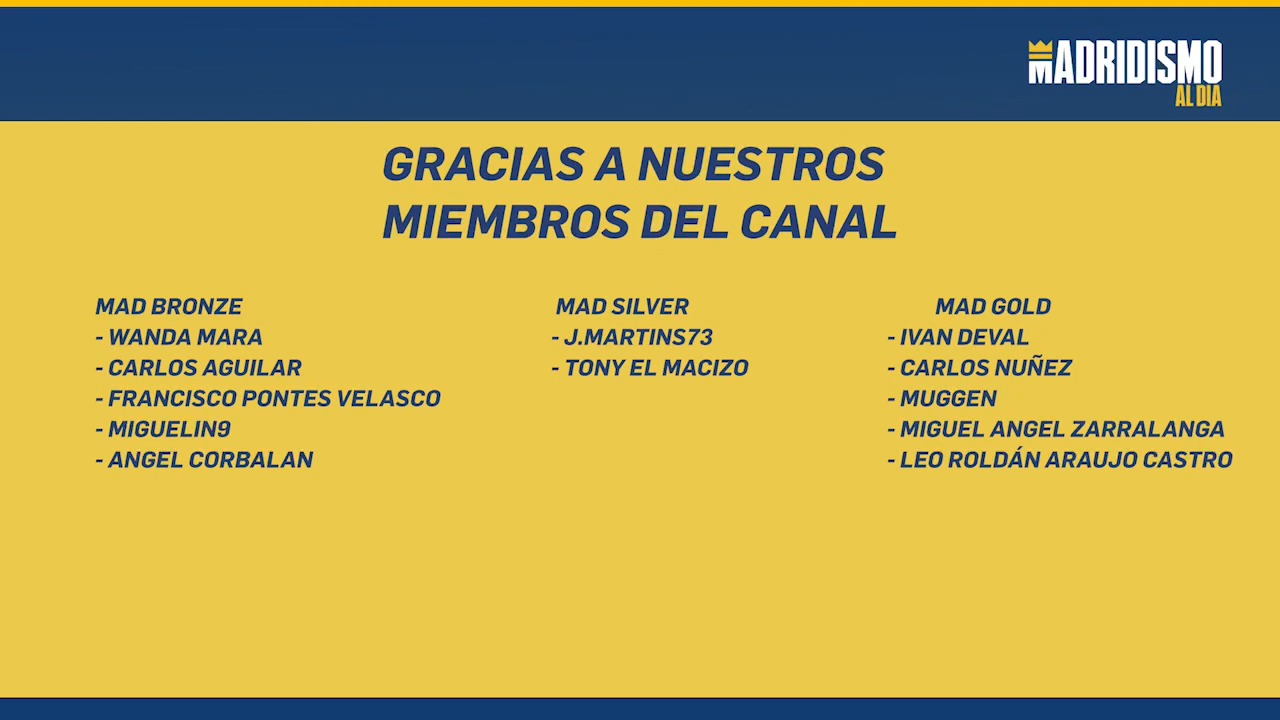 MADRIDISMO
AL DIA
GRACIAS A NUESTROS
MIEMBROS DEL CANAL
MAD BRONZE
- WANDA MARA
- CARLOS AGUILAR
- FRANCISCO PONTES VELASCO
- MIGUELIN9
- ANGEL CORBALAN
MAD SILVER
- J.MARTINS73
- TONY EL MACIZO
MAD GOLD
- IVAN DEVAL
- CARLOS NUÑEZ
- MUGGEN
- MIGUEL ANGEL ZARRALANGA
- LEO ROLDÁN ARAUJO CASTRO